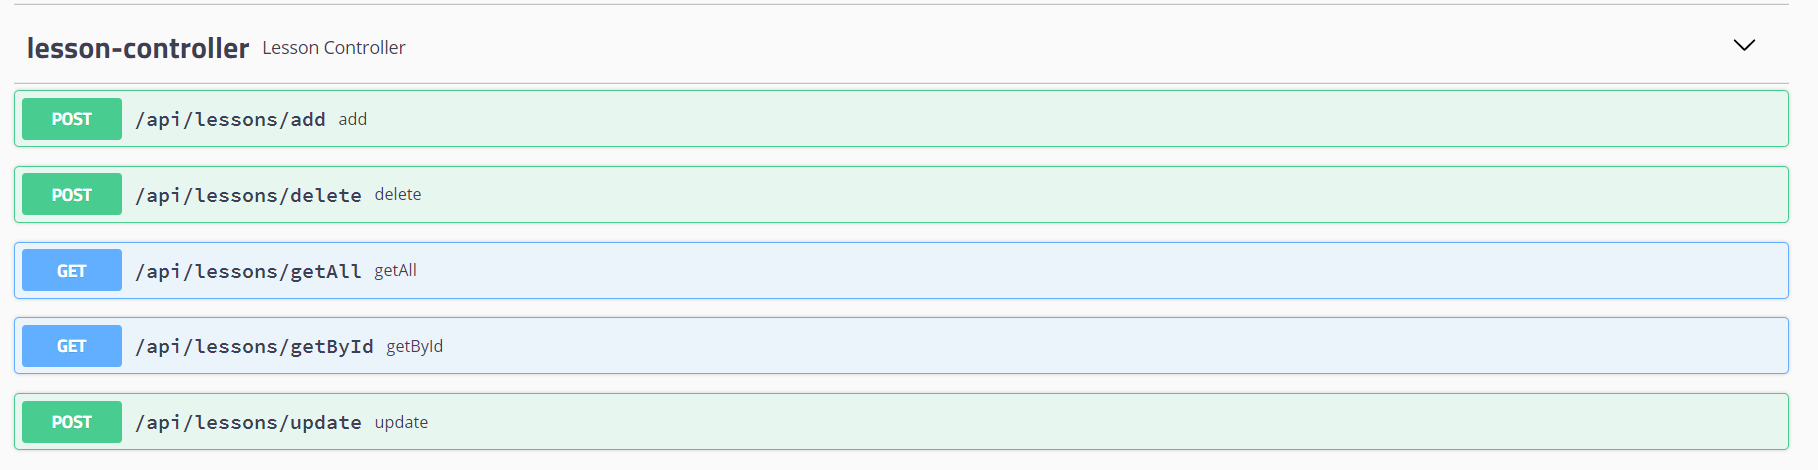 lesson-controller Lesson Controller
POST /api/lessons/add add
POST /api/lessons/delete delete
GET /api/lessons/getAll getAll
GET /api/lessons/getById getById
POST /api/lessons/update update